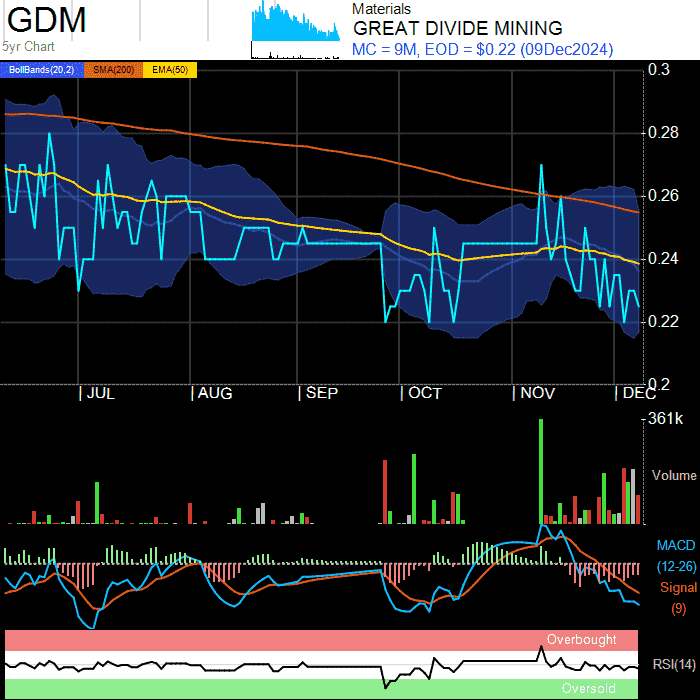 GDM
5yr Chart
Materials
GREAT DIVIDE MINING
MC = 9M, EOD = $0.22 (09Dec2024)
BollBands(20,2) SMA(200) EMA(50)
0.3
0.28
0.26
0.24
0.22
0.2
JUL AUG SEP OCT NOV DEC
361k
Volume
MACD
(12-26)
Signal
(9)
Overbought
RSI(14)
Oversold